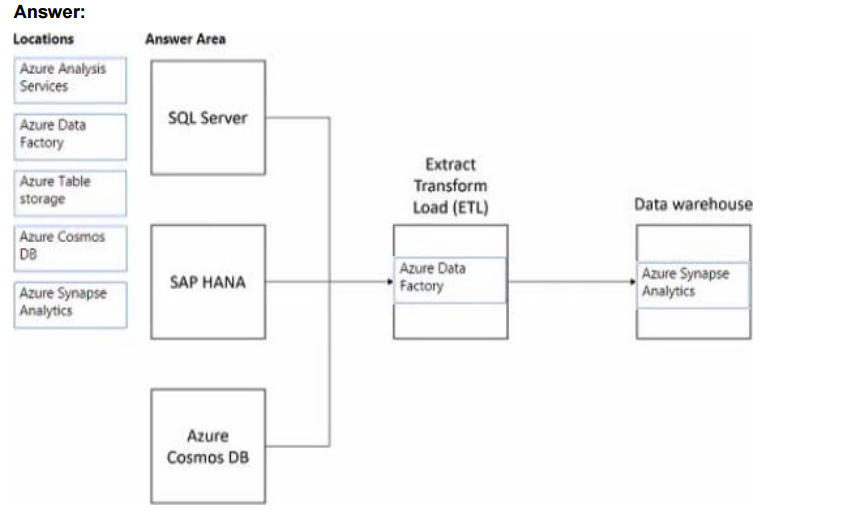 Answer:
Locations
Answer Area
Azure Analysis
Services
Azure Data
Factory
Azure Table
storage
Azure Cosmos
DB
Azure Synapse
Analytics
SQL Server
SAP HANA
Azure
Cosmos DB
Extract
Transform
Load (ETL)
Azure Data
Factory
Data warehouse
Azure Synapse
Analytics